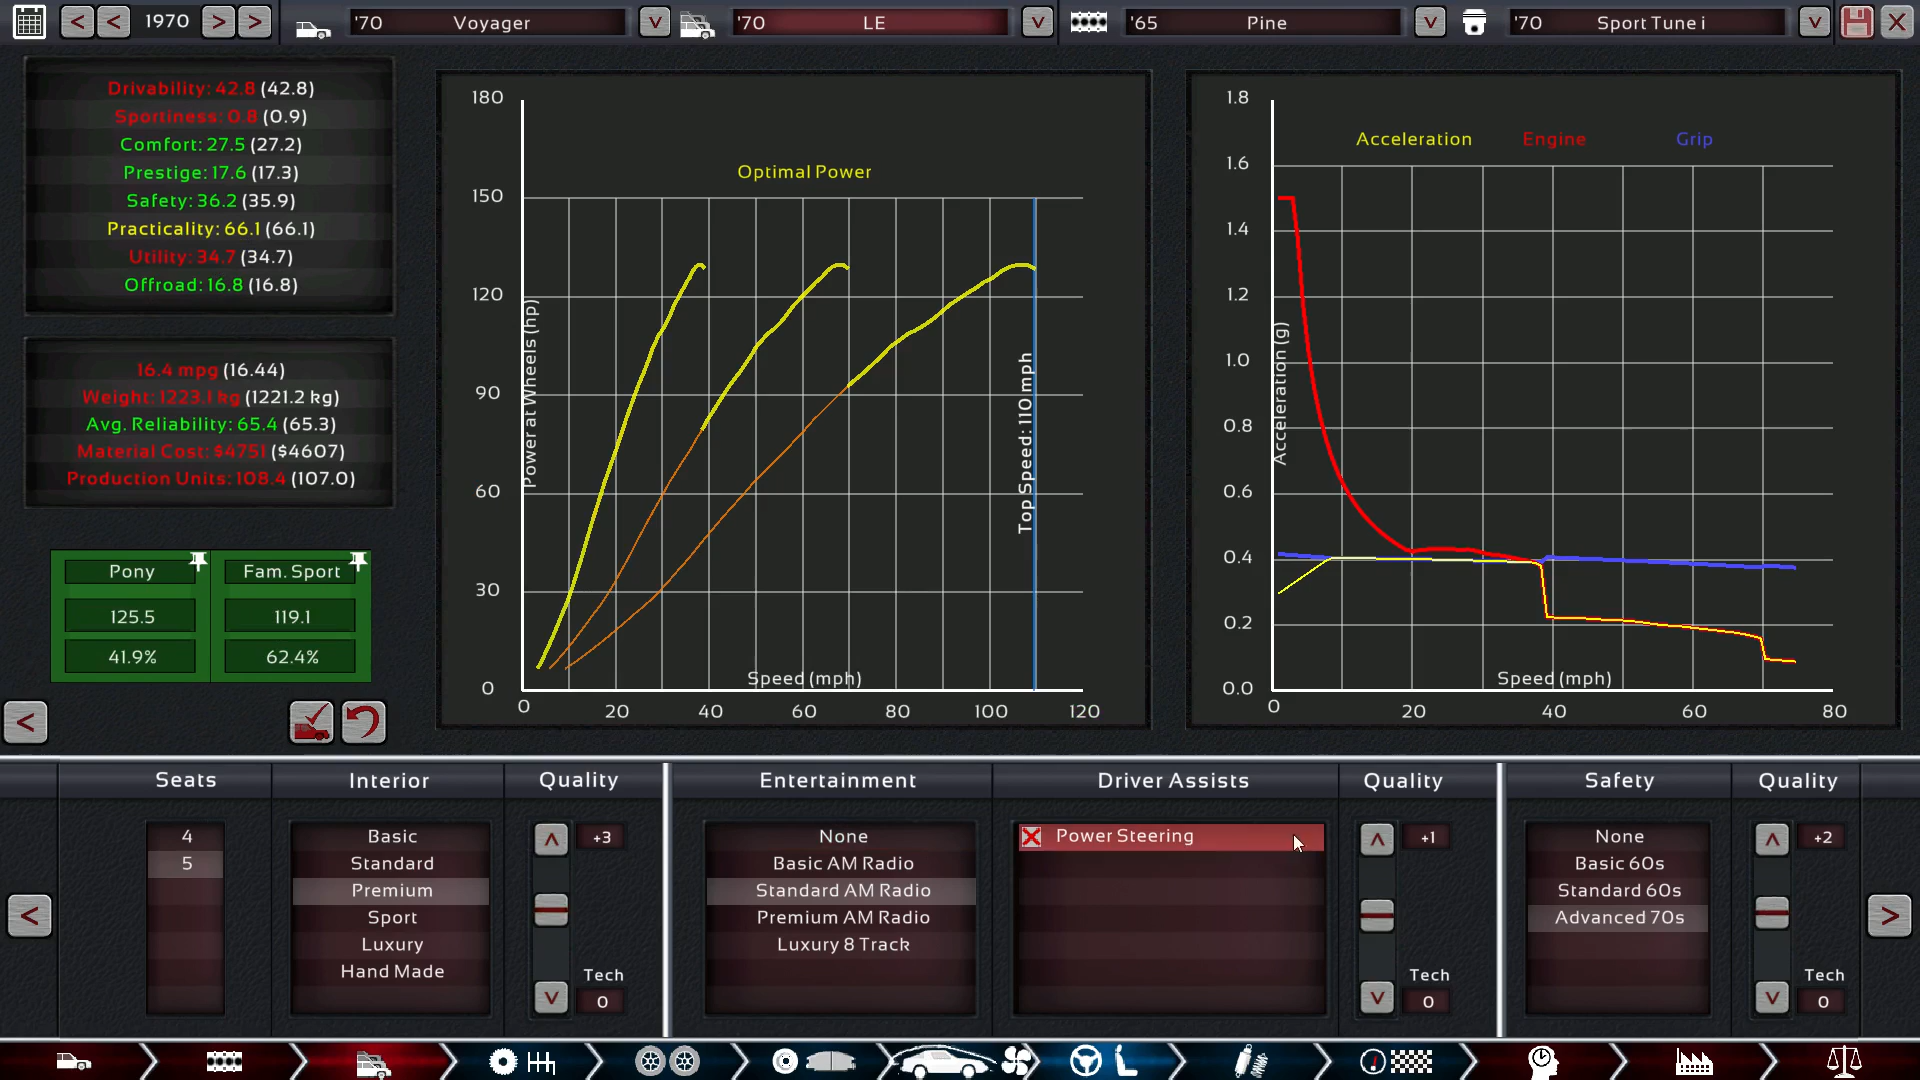 1970
'70 Voyager
'70 LE
'65 Pine
'70 Sport Tune i
Drivability: 42.8 (42.8)
Sportiness: 0.8 (0.9)
Comfort: 27.5 (27.2)
Prestige: 17.6 (17.3)
Safety: 36.2 (35.9)
Practicality: 66.1 (66.1)
Utility: 34.7 (34.7)
Offroad: 16.8 (16.8)
16.4 mpg (16.44)
Weight: 1223.1 kg (1221.2 kg)
Avg. Reliability: 65.4 (65.3)
Material Cost: $4751 ($4607)
Production Units: 108.4 (107.0)
Pony
125.5
41.9%
Fam. Sport
119.1
62.4%
180
150
120
90
60
30
0
Power at Wheels (hp)
Optimal Power
Top Speed: 110 mph
Speed (mph)
0 20 40 60 80 100 120
1.8
1.6
1.4
1.2
1.0
0.8
0.6
0.4
0.2
0.0
Acceleration (g)
Acceleration Engine Grip
Speed (mph)
0 20 40 60 80
Seats
4
5
Interior
Basic
Standard
Premium
Sport
Luxury
Hand Made
Quality
+3
Tech
0
Entertainment
None
Basic AM Radio
Standard AM Radio
Premium AM Radio
Luxury 8 Track
Driver Assists
Power Steering
Quality
+1
Tech
0
Safety
None
Basic 60s
Standard 60s
Advanced 70s
Quality
+2
Tech
0